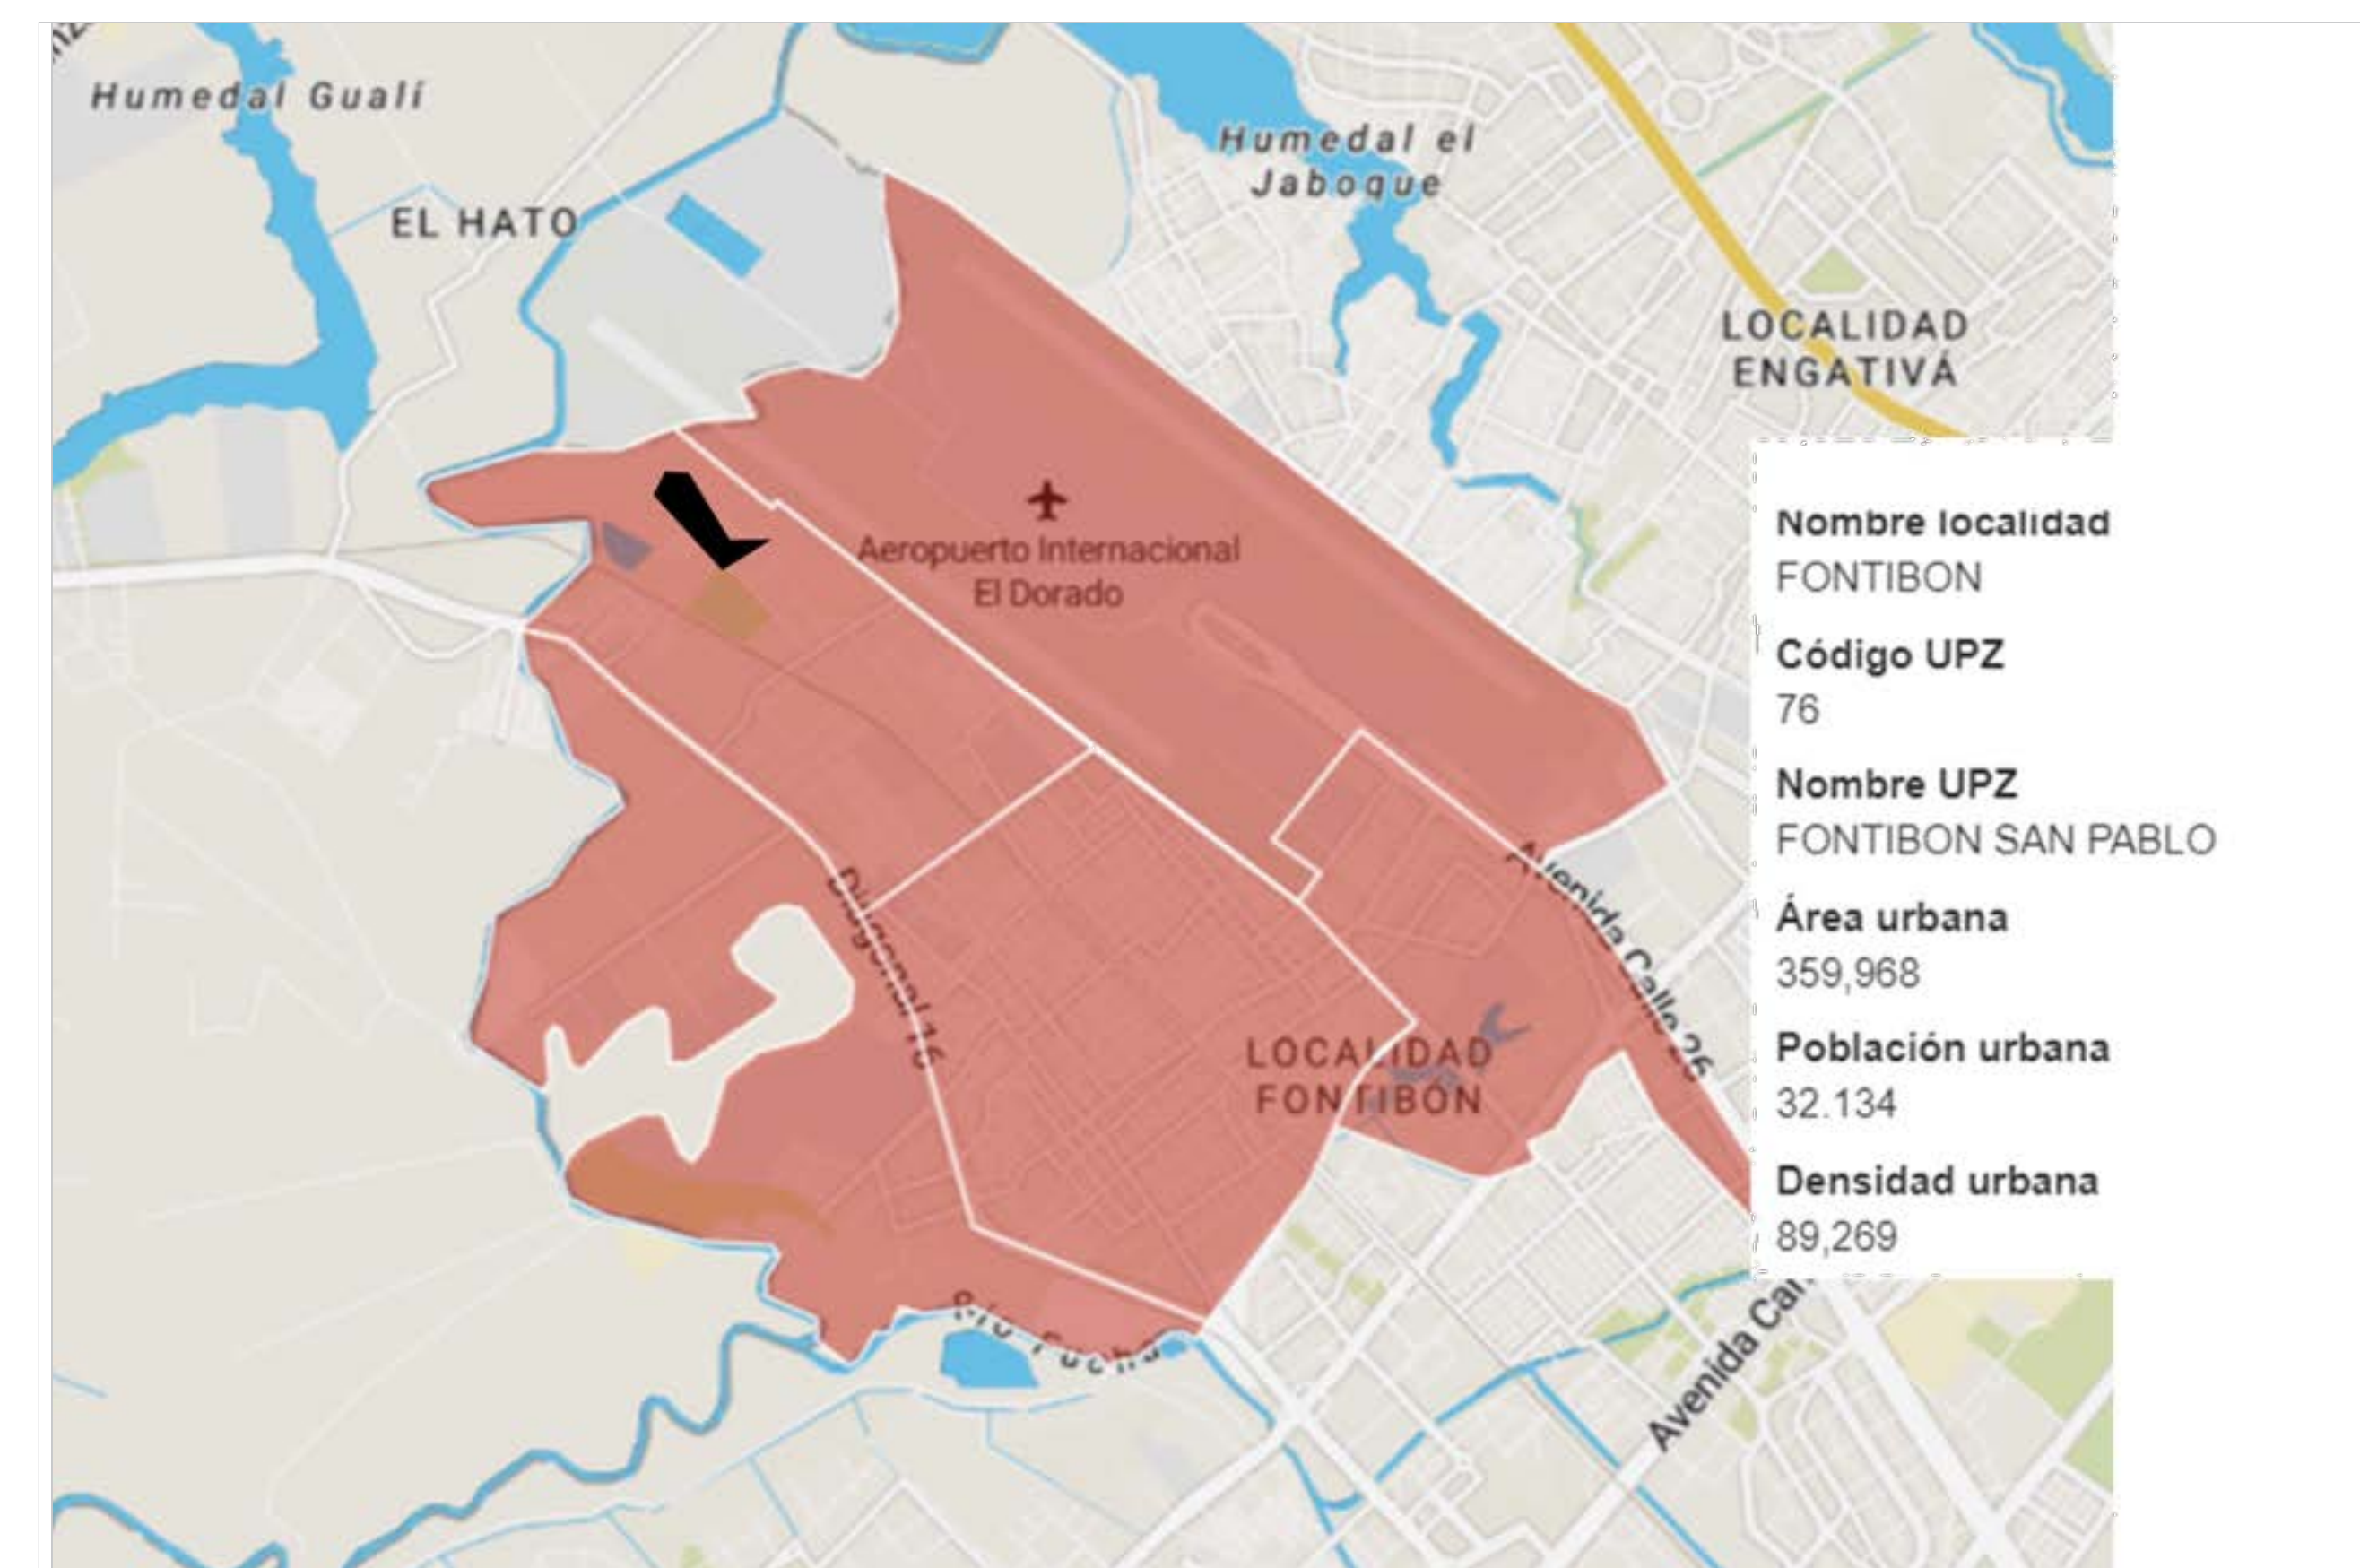 Humedal Gualí
Humedal el
Jaboque
EL HATO
LOCALIDAD
ENGATIVÁ
Aeropuerto Internacional
El Dorado
Avenida Calle 26
Diagonal 16
LOCALIDAD
FONTIBÓN
Río Fucha
Avenida
Nombre localidad
FONTIBON
Código UPZ
76
Nombre UPZ
FONTIBON SAN PABLO
Área urbana
359,968
Población urbana
32.134
Densidad urbana
89,269